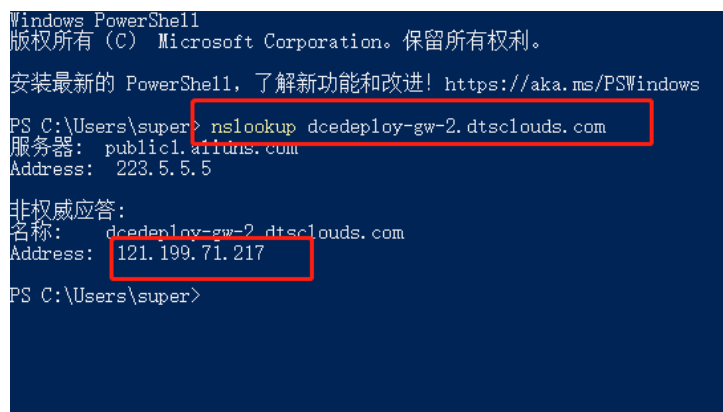 Windows PowerShell
版权所有 (C) Microsoft Corporation。保留所有权利。
安装最新的 PowerShell，了解新功能和改进！https://aka.ms/PSWindows
PS C:\Users\super> nslookup dcedeploy-gw-2.dtsclouds.com
服务器:  public1.alidns.com
Address:  223.5.5.5
非权威应答:
名称:    dcedeploy-gw-2.dtsclouds.com
Address:  121.199.71.217
PS C:\Users\super>